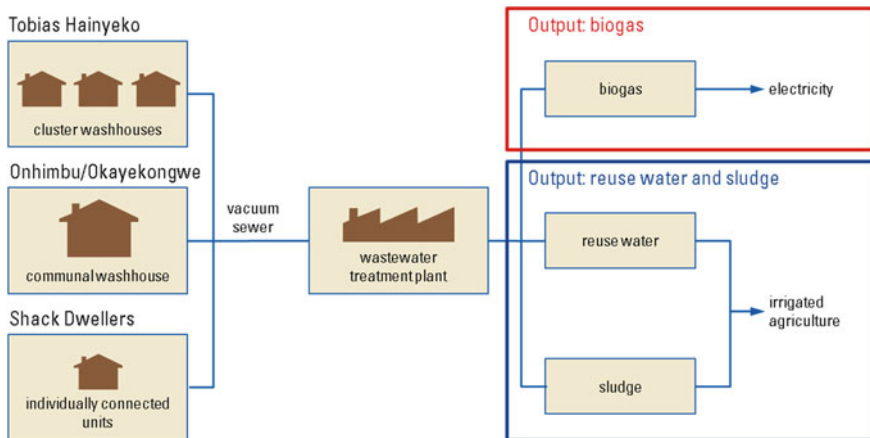 Tobias Hainyeko
cluster washhouses
Onhimbu/Okayekongwe
communal washhouse
Shack Dwellers
individually connected
units
vacuum
sewer
wastewater
treatment plant
Output: biogas
biogas
electricity
Output: reuse water and sludge
reuse water
irrigated
agriculture
sludge